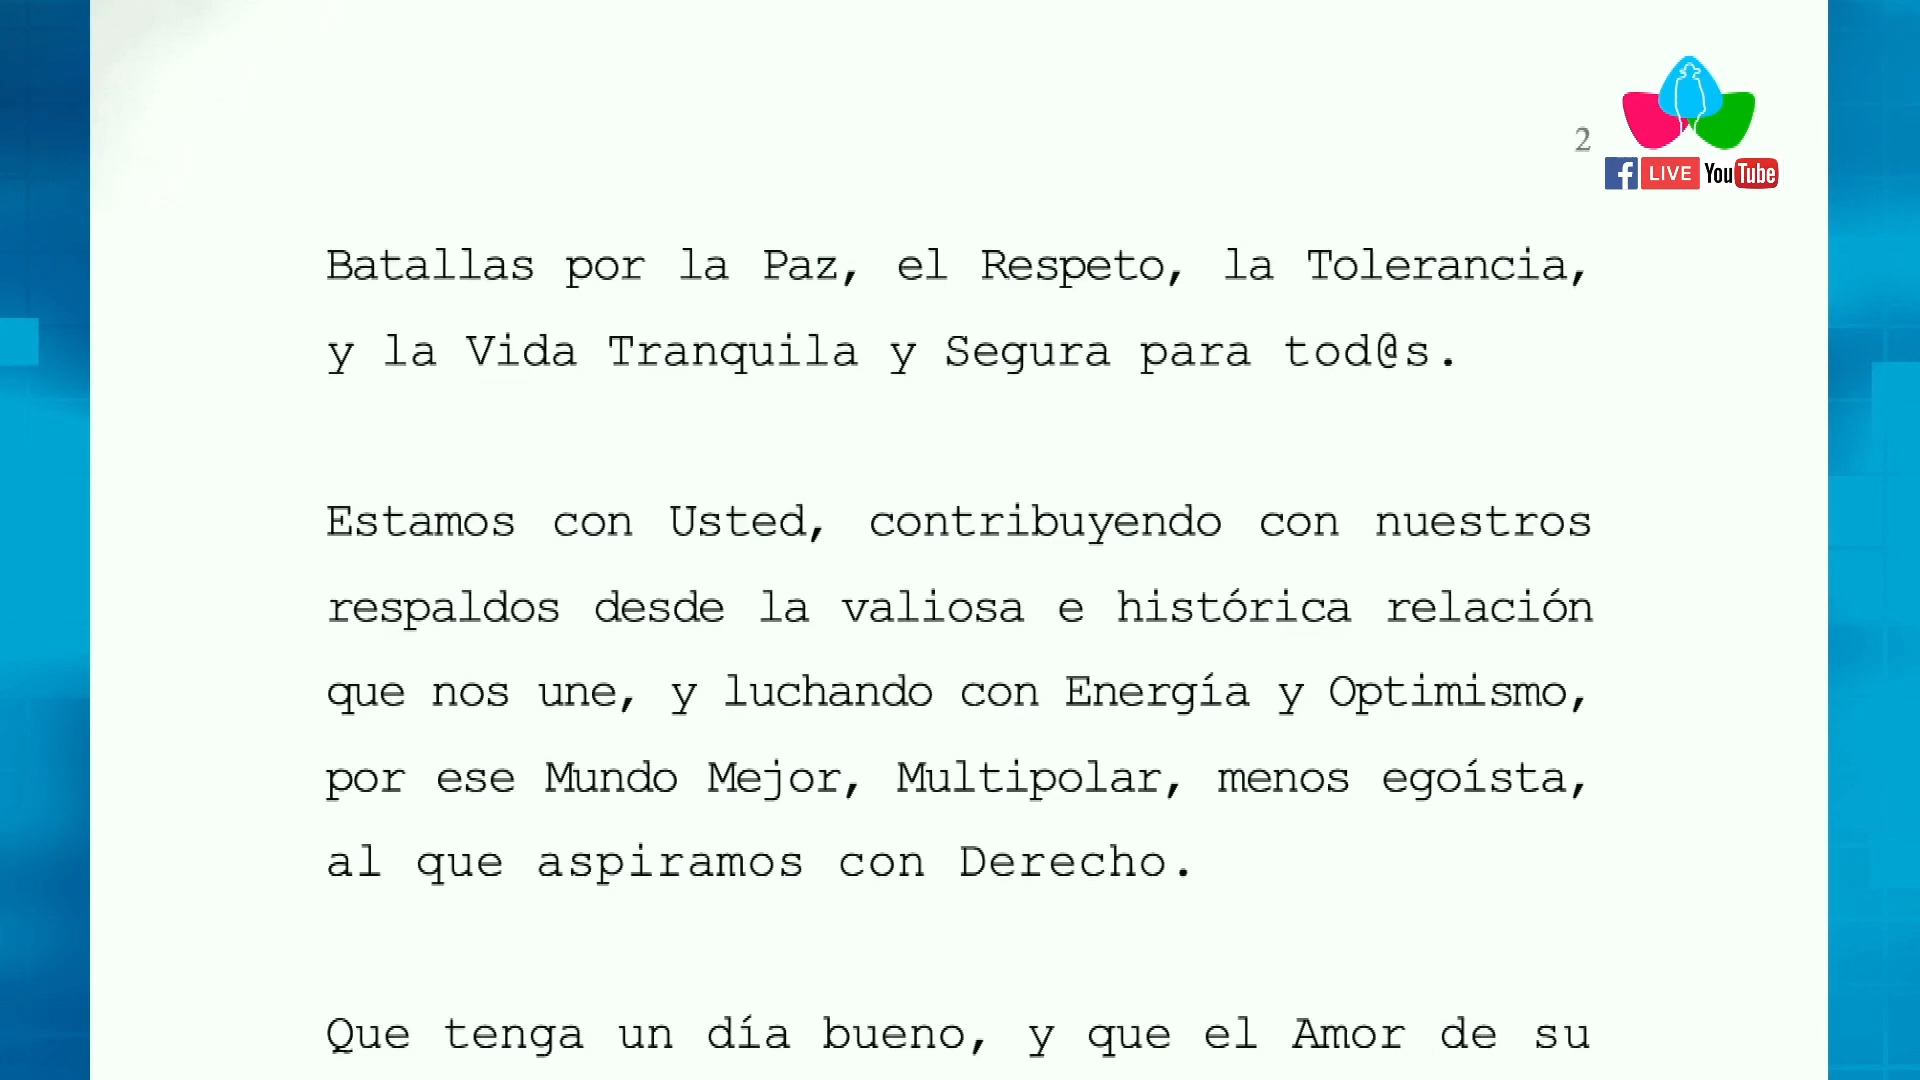 2
f LIVE YouTube
Batallas por la Paz, el Respeto, la Tolerancia,
y la Vida Tranquila y Segura para tod@s.
Estamos con Usted, contribuyendo con nuestros
respaldos desde la valiosa e histórica relación
que nos une, y luchando con Energía y Optimismo,
por ese Mundo Mejor, Multipolar, menos egoísta,
al que aspiramos con Derecho.
Que tenga un día bueno, y que el Amor de su